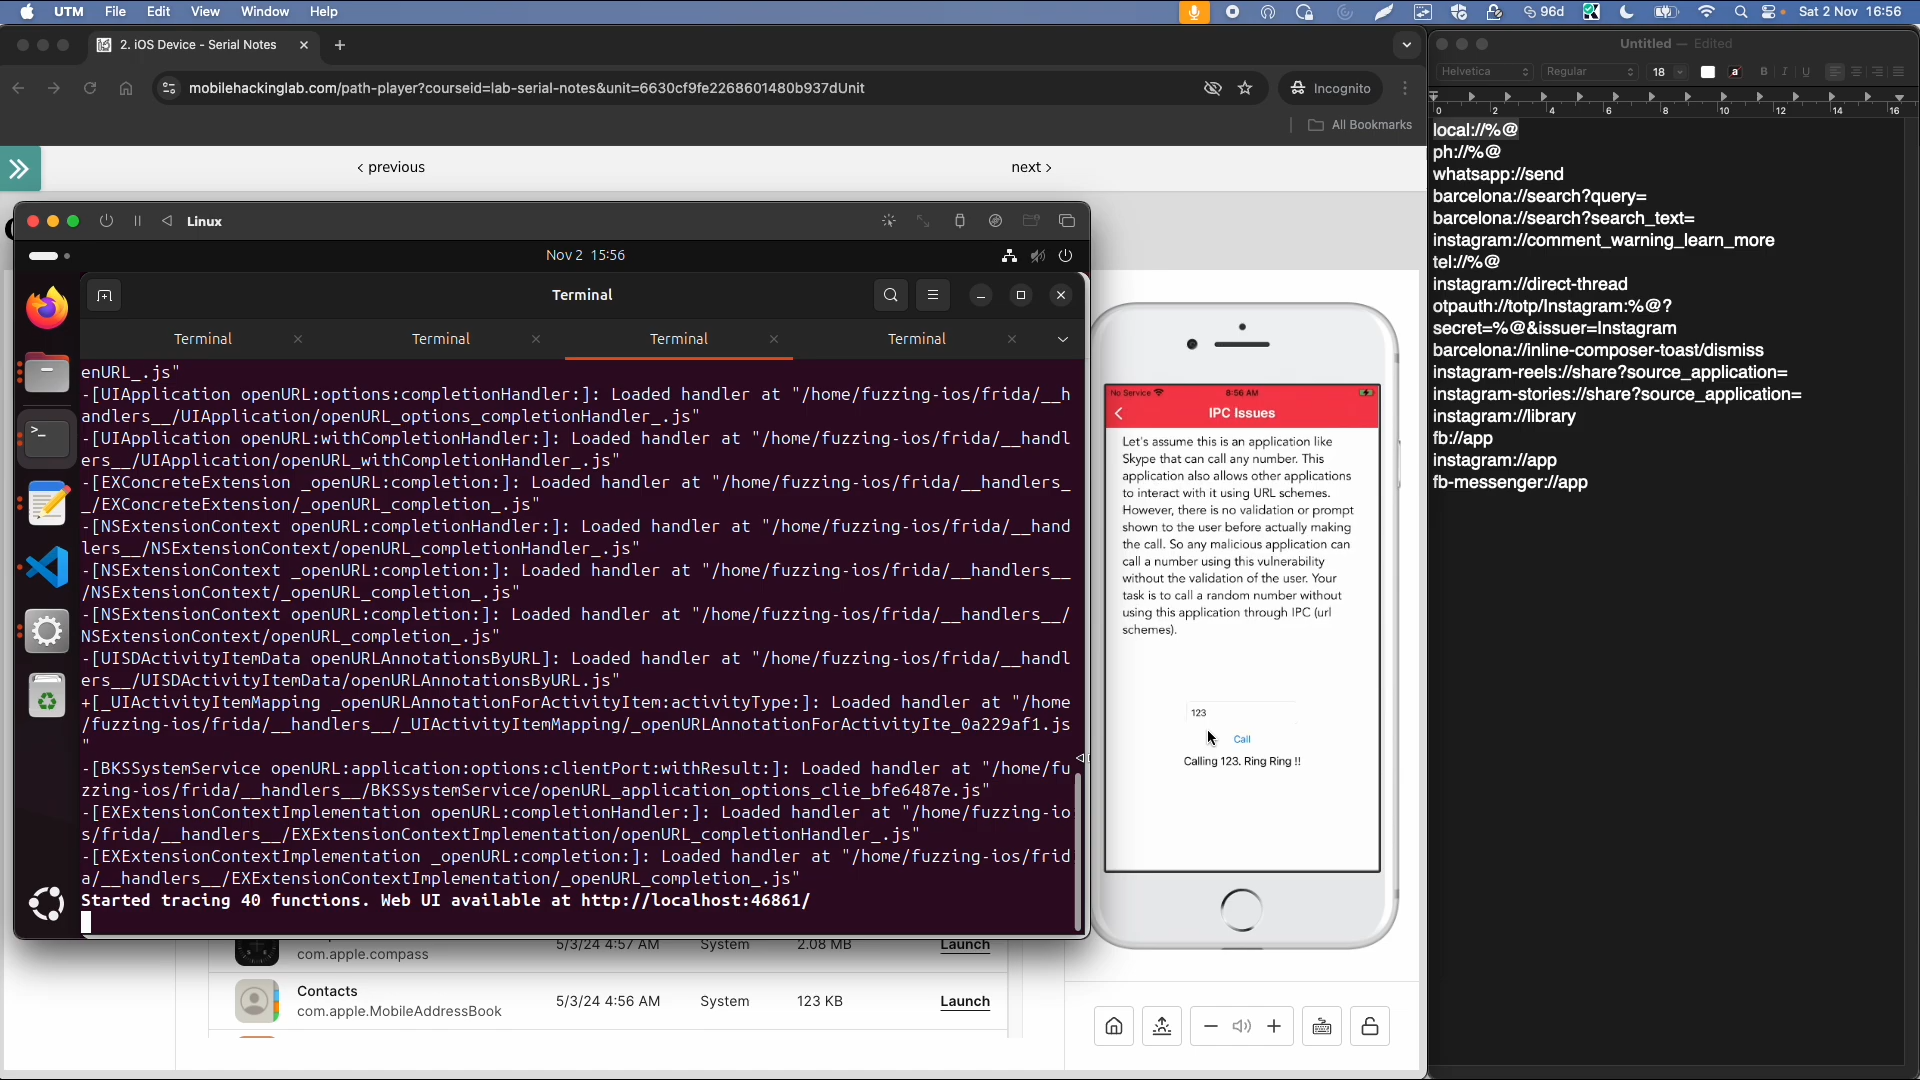 UTM File Edit View Window Help
96d
Sat 2 Nov 16:56
2. iOS Device - Serial Notes
mobilehackinglab.com/path-player?courseid=lab-serial-notes&unit=6630cf9fe2268601480b937dUnit
Incognito
All Bookmarks
< previous
next >
Linux
Nov 2 15:56
Terminal
Terminal
Terminal
Terminal
Terminal
enURL_.js"
-[UIApplication openURL:options:completionHandler:]: Loaded handler at "/home/fuzzing-ios/frida/__h
andlers__/UIApplication/openURL_options_completionHandler_.js"
-[UIApplication openURL:withCompletionHandler:]: Loaded handler at "/home/fuzzing-ios/frida/__handl
ers__/UIApplication/openURL_withCompletionHandler_.js"
-[EXConcreteExtension _openURL:completion:]: Loaded handler at "/home/fuzzing-ios/frida/__handlers_
_/EXConcreteExtension/_openURL_completion_.js"
-[NSExtensionContext openURL:completionHandler:]: Loaded handler at "/home/fuzzing-ios/frida/__hand
lers__/NSExtensionContext/openURL_completionHandler_.js"
-[NSExtensionContext _openURL:completion:]: Loaded handler at "/home/fuzzing-ios/frida/__handlers__
/NSExtensionContext/_openURL_completion_.js"
-[NSExtensionContext openURL:completion:]: Loaded handler at "/home/fuzzing-ios/frida/__handlers__/
NSExtensionContext/openURL_completion_.js"
-[UISDActivityItemData openURLAnnotationsByURL]: Loaded handler at "/home/fuzzing-ios/frida/__handl
ers__/UISDActivityItemData/openURLAnnotationsByURL.js"
+[_UIActivityItemMapping _openURLAnnotationForActivityItem:activityType:]: Loaded handler at "/home
/fuzzing-ios/frida/__handlers__/_UIActivityItemMapping/_openURLAnnotationForActivityIte_0a229af1.js
"
-[BKSSystemService openURL:application:options:clientPort:withResult:]: Loaded handler at "/home/fu
zzing-ios/frida/__handlers__/BKSSystemService/openURL_application_options_clie_bfe6487e.js"
-[EXExtensionContextImplementation openURL:completionHandler:]: Loaded handler at "/home/fuzzing-io
s/frida/__handlers__/EXExtensionContextImplementation/openURL_completionHandler_.js"
-[EXExtensionContextImplementation _openURL:completion:]: Loaded handler at "/home/fuzzing-ios/frid
a/__handlers__/EXExtensionContextImplementation/_openURL_completion_.js"
Started tracing 40 functions. Web UI available at http://localhost:46861/
com.apple.compass
5/3/24 4:57 AM System 2.08 MB Launch
Contacts
com.apple.MobileAddressBook
5/3/24 4:56 AM System 123 KB Launch
No Service
8:56 AM
IPC Issues
Let's assume this is an application like
Skype that can call any number. This
application also allows other applications
to interact with it using URL schemes.
However, there is no validation or prompt
shown to the user before actually making
the call. So any malicious application can
call a number using this vulnerability
without the validation of the user. Your
task is to call a random number without
using this application through IPC (url
schemes).
123
Call
Calling 123. Ring Ring !!
Untitled — Edited
Helvetica Regular 18 a B I U
0 2 4 6 8 10 12 14 16
local://%@
ph://%@
whatsapp://send
barcelona://search?query=
barcelona://search?search_text=
instagram://comment_warning_learn_more
tel://%@
instagram://direct-thread
otpauth://totp/Instagram:%@?
secret=%@&issuer=Instagram
barcelona://inline-composer-toast/dismiss
instagram-reels://share?source_application=
instagram-stories://share?source_application=
instagram://library
fb://app
instagram://app
fb-messenger://app